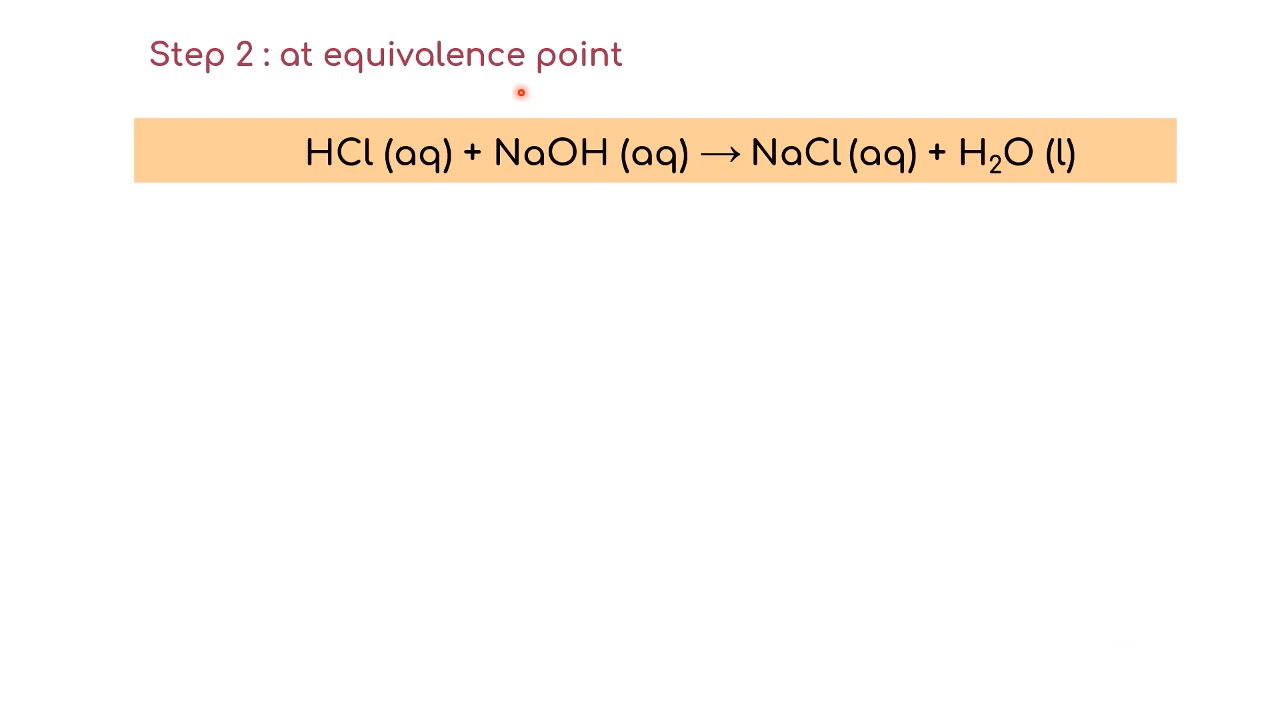 Step 2 : at equivalence point
HCl (aq) + NaOH (aq) → NaCl (aq) + H₂O (l)